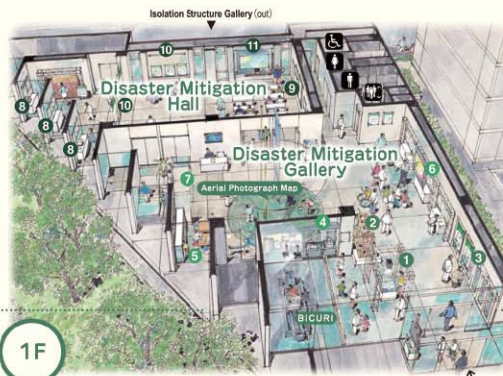 Isolation Structure Gallery (out)
10
11
Disaster Mitigation
Hall
9
8
10
8
8
Disaster Mitigation
Gallery
7
6
Aerial Photograph Map
4
2
5
1
3
BiCURI
1F